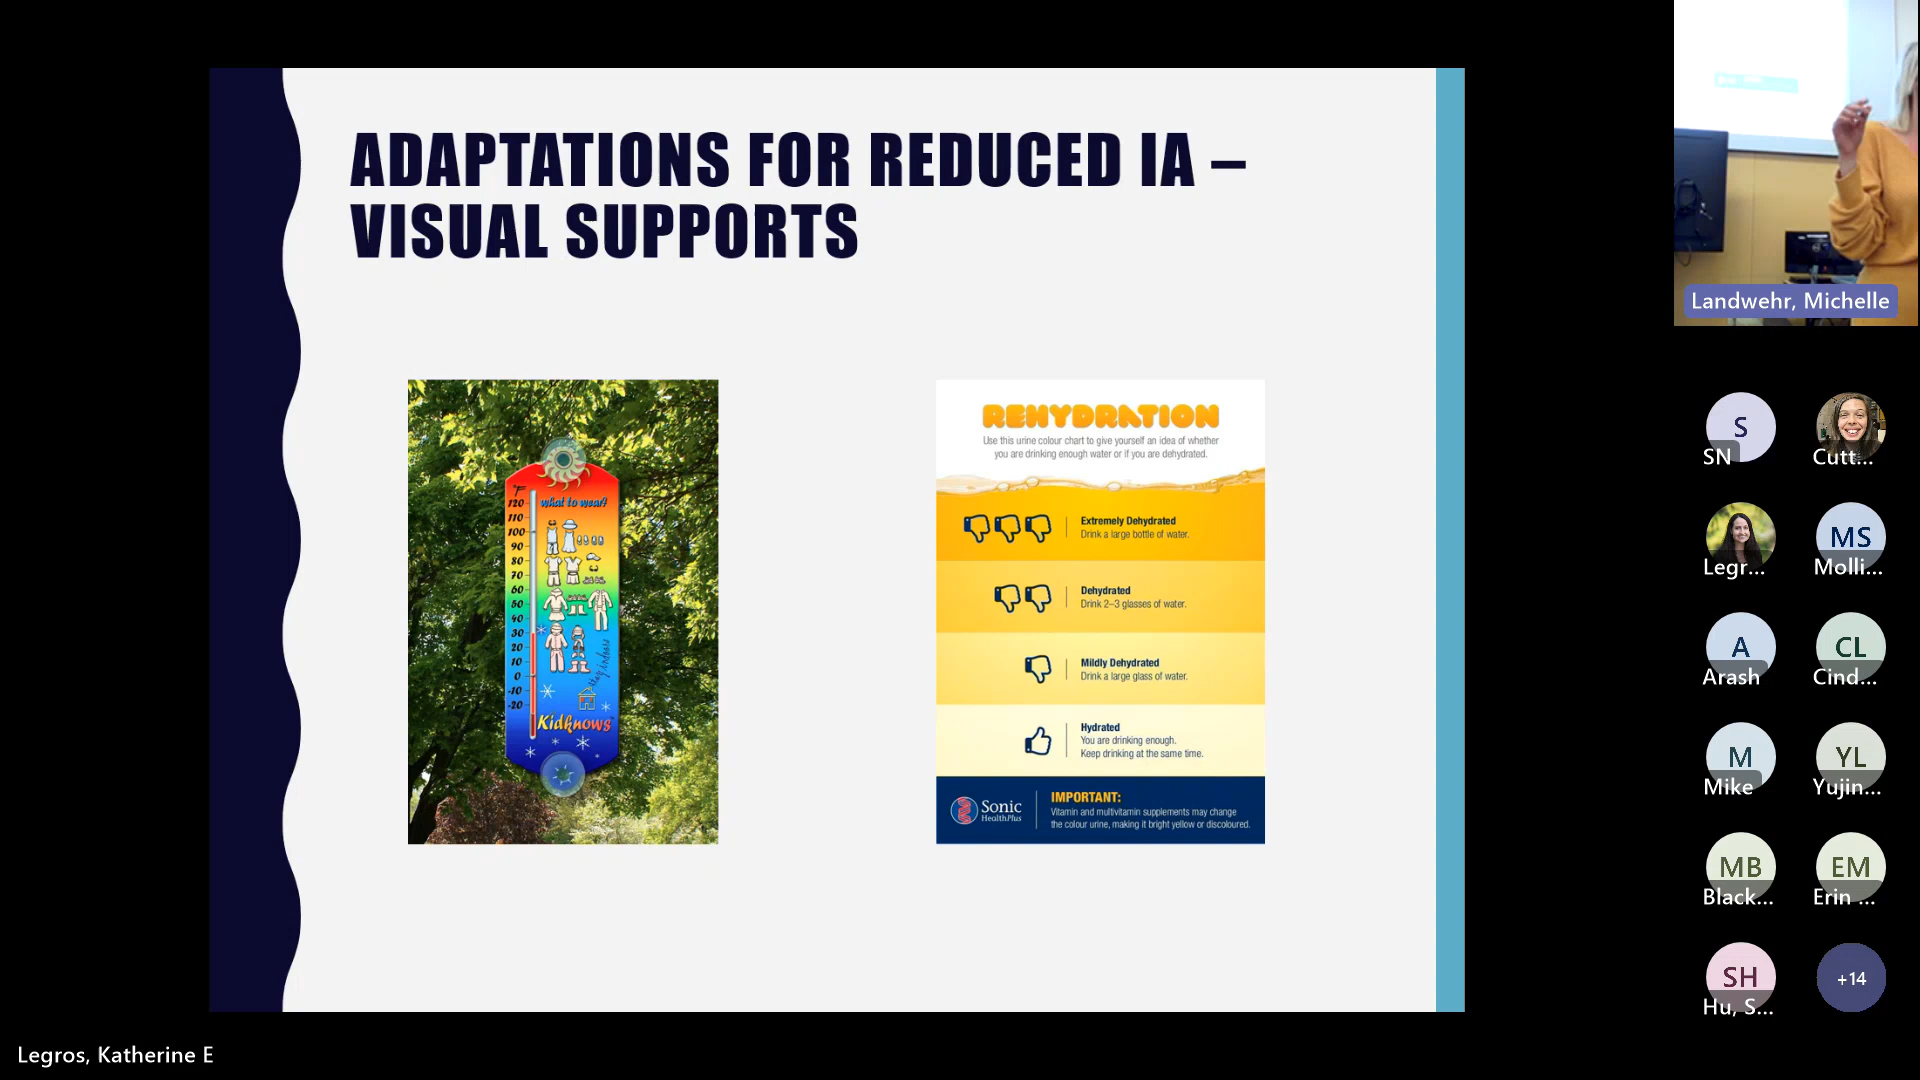 ADAPTATIONS FOR REDUCED IA –
VISUAL SUPPORTS
°F
what to wear?
120
110
100
90
80
70
60
50
40
30
20
10
0
-10
-20
stay indoors
Kidknows
REHYDRATION
Use this urine colour chart to give yourself an idea of whether
you are drinking enough water or if you are dehydrated.
Extremely Dehydrated
Drink a large bottle of water.
Dehydrated
Drink 2–3 glasses of water.
Mildly Dehydrated
Drink a large glass of water.
Hydrated
You are drinking enough.
Keep drinking at the same time.
Sonic
HealthPlus
IMPORTANT:
Vitamin and multivitamin supplements may change
the colour urine, making it bright yellow or discoloured.
Landwehr, Michelle
S
SN
Cutt...
Legr...
MS
Molli...
A
Arash
CL
Cind...
M
Mike
YL
Yujin...
MB
Black...
EM
Erin ...
SH
Hu, S...
+14
Legros, Katherine E